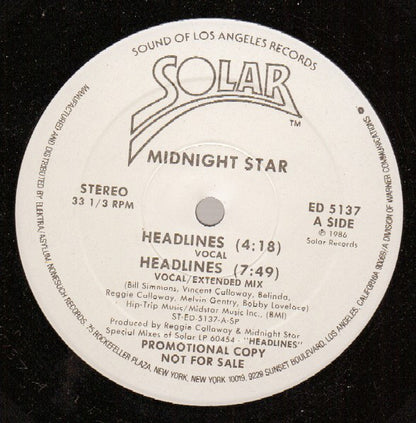 SOUND OF LOS ANGELES RECORDS
SOLAR
TM
MIDNIGHT STAR
STEREO
33 1/3 RPM
ED 5137
A SIDE
℗ 1986
Solar Records
HEADLINES (4:18)
VOCAL
HEADLINES (7:49)
VOCAL/EXTENDED MIX
(Bill Simmons, Vincent Calloway, Belinda,
Reggie Calloway, Melvin Gentry, Bobby Lovelace)
Hip-Trip Music/Midstar Music Inc., (BMI)
ST-ED-5137-A-SP
Produced by Reggie Calloway & Midnight Star
Special Mixes of Solar LP 60454 - "HEADLINES"
PROMOTIONAL COPY
NOT FOR SALE
MANUFACTURED AND DISTRIBUTED BY ELEKTRA/ASYLUM/NONESUCH RECORDS, 75 ROCKEFELLER PLAZA, NEW YORK, NEW YORK 10019, 9229 SUNSET BOULEVARD, LOS ANGELES, CALIFORNIA 90069/A DIVISION OF WARNER COMMUNICATIONS